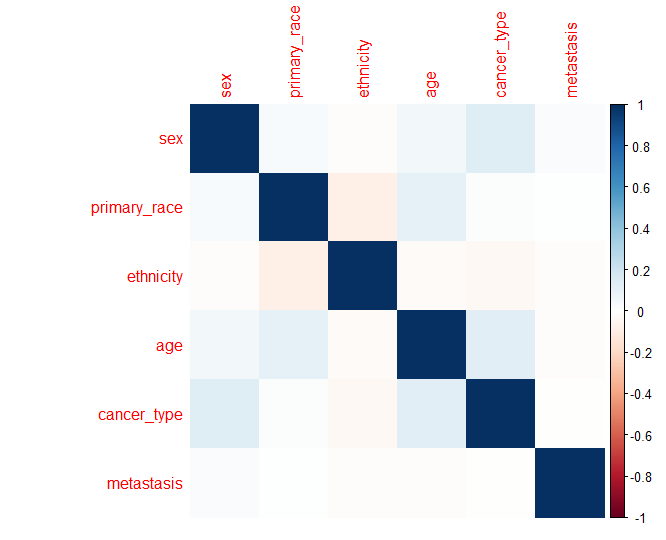 sex
primary_race
ethnicity
age
cancer_type
metastasis
sex
primary_race
ethnicity
age
cancer_type
metastasis
1
0.8
0.6
0.4
0.2
0
-0.2
-0.4
-0.6
-0.8
-1